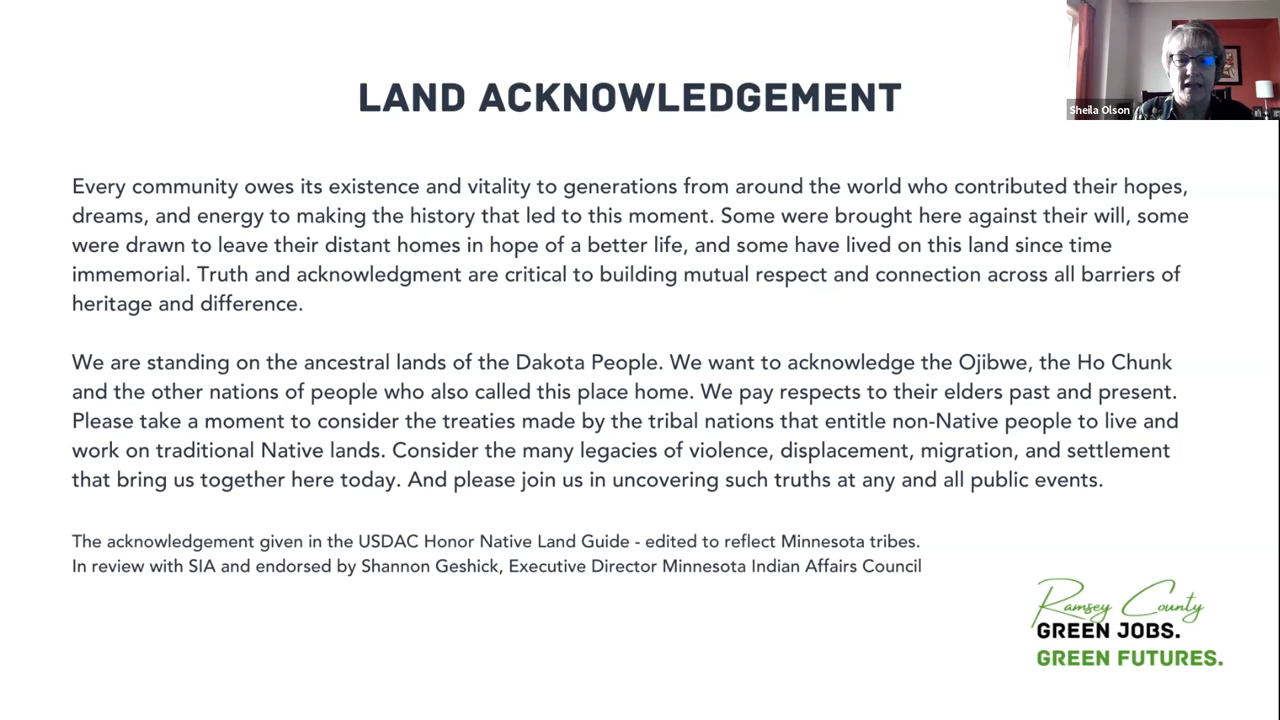 LAND ACKNOWLEDGEMENT
Sheila Olson
Every community owes its existence and vitality to generations from around the world who contributed their hopes,
dreams, and energy to making the history that led to this moment. Some were brought here against their will, some
were drawn to leave their distant homes in hope of a better life, and some have lived on this land since time
immemorial. Truth and acknowledgment are critical to building mutual respect and connection across all barriers of
heritage and difference.
We are standing on the ancestral lands of the Dakota People. We want to acknowledge the Ojibwe, the Ho Chunk
and the other nations of people who also called this place home. We pay respects to their elders past and present.
Please take a moment to consider the treaties made by the tribal nations that entitle non-Native people to live and
work on traditional Native lands. Consider the many legacies of violence, displacement, migration, and settlement
that bring us together here today. And please join us in uncovering such truths at any and all public events.
The acknowledgement given in the USDAC Honor Native Land Guide - edited to reflect Minnesota tribes.
In review with SIA and endorsed by Shannon Geshick, Executive Director Minnesota Indian Affairs Council
Ramsey County
GREEN JOBS.
GREEN FUTURES.